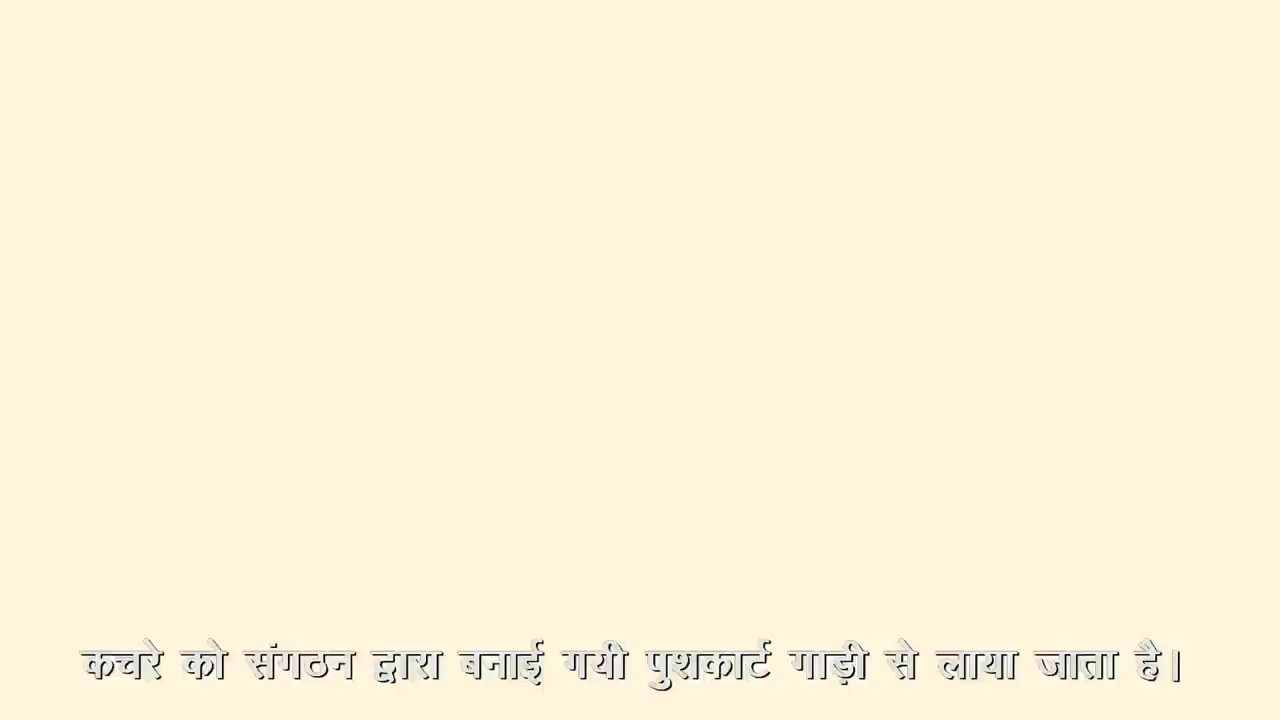 कचरे को संगठन द्वारा बनाई गयी पुशकार्ट गाड़ी से लाया जाता है।